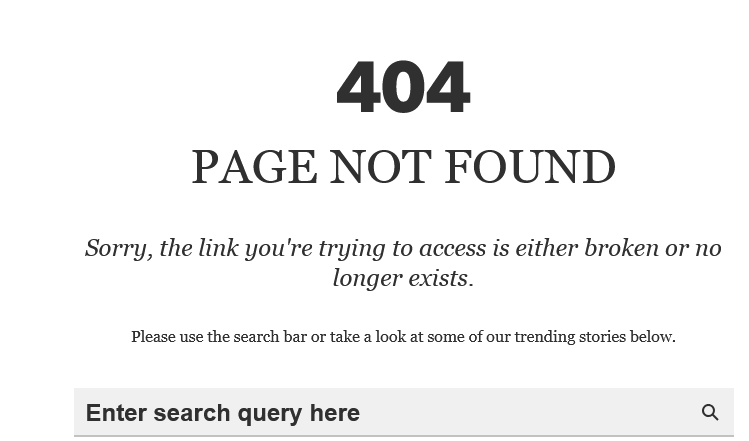 404
PAGE NOT FOUND
Sorry, the link you're trying to access is either broken or no
longer exists.
Please use the search bar or take a look at some of our trending stories below.
Enter search query here